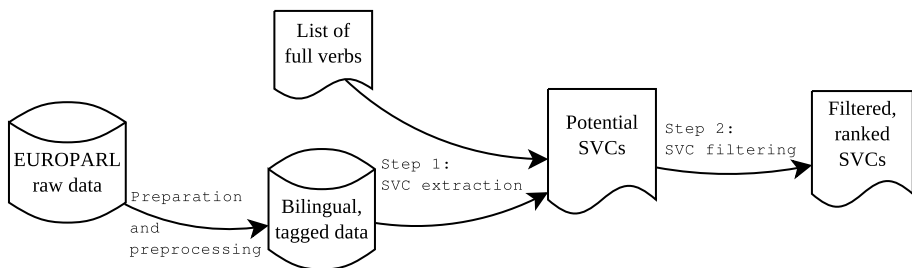 List of
full verbs
EUROPARL
raw data
Preparation
and
preprocessing
Bilingual,
tagged data
Step 1:
SVC extraction
Potential
SVCs
Step 2:
SVC filtering
Filtered,
ranked
SVCs